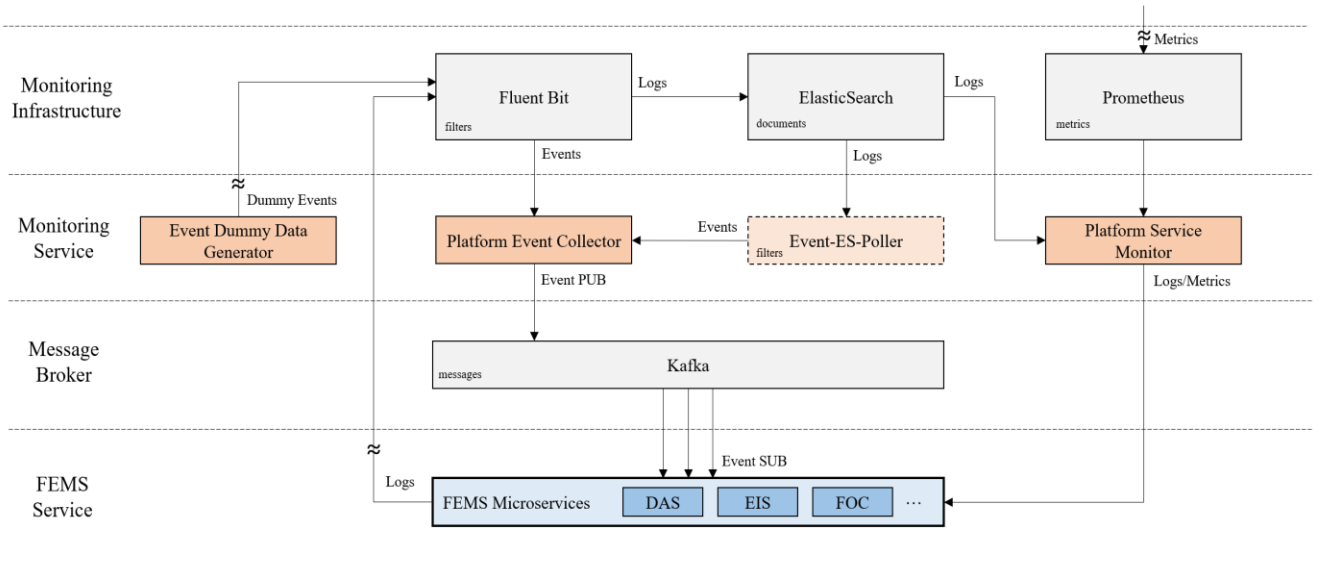 Metrics
Monitoring
Infrastructure
Fluent Bit
filters
Logs
ElasticSearch
documents
Logs
Prometheus
metrics
Events
Logs
Monitoring
Service
Dummy Events
Event Dummy Data
Generator
Platform Event Collector
Events
Event-ES-Poller
filters
Platform Service
Monitor
Event PUB
Logs/Metrics
Message
Broker
Kafka
messages
FEMS
Service
Logs
Event SUB
FEMS Microservices
DAS
EIS
FOC
...